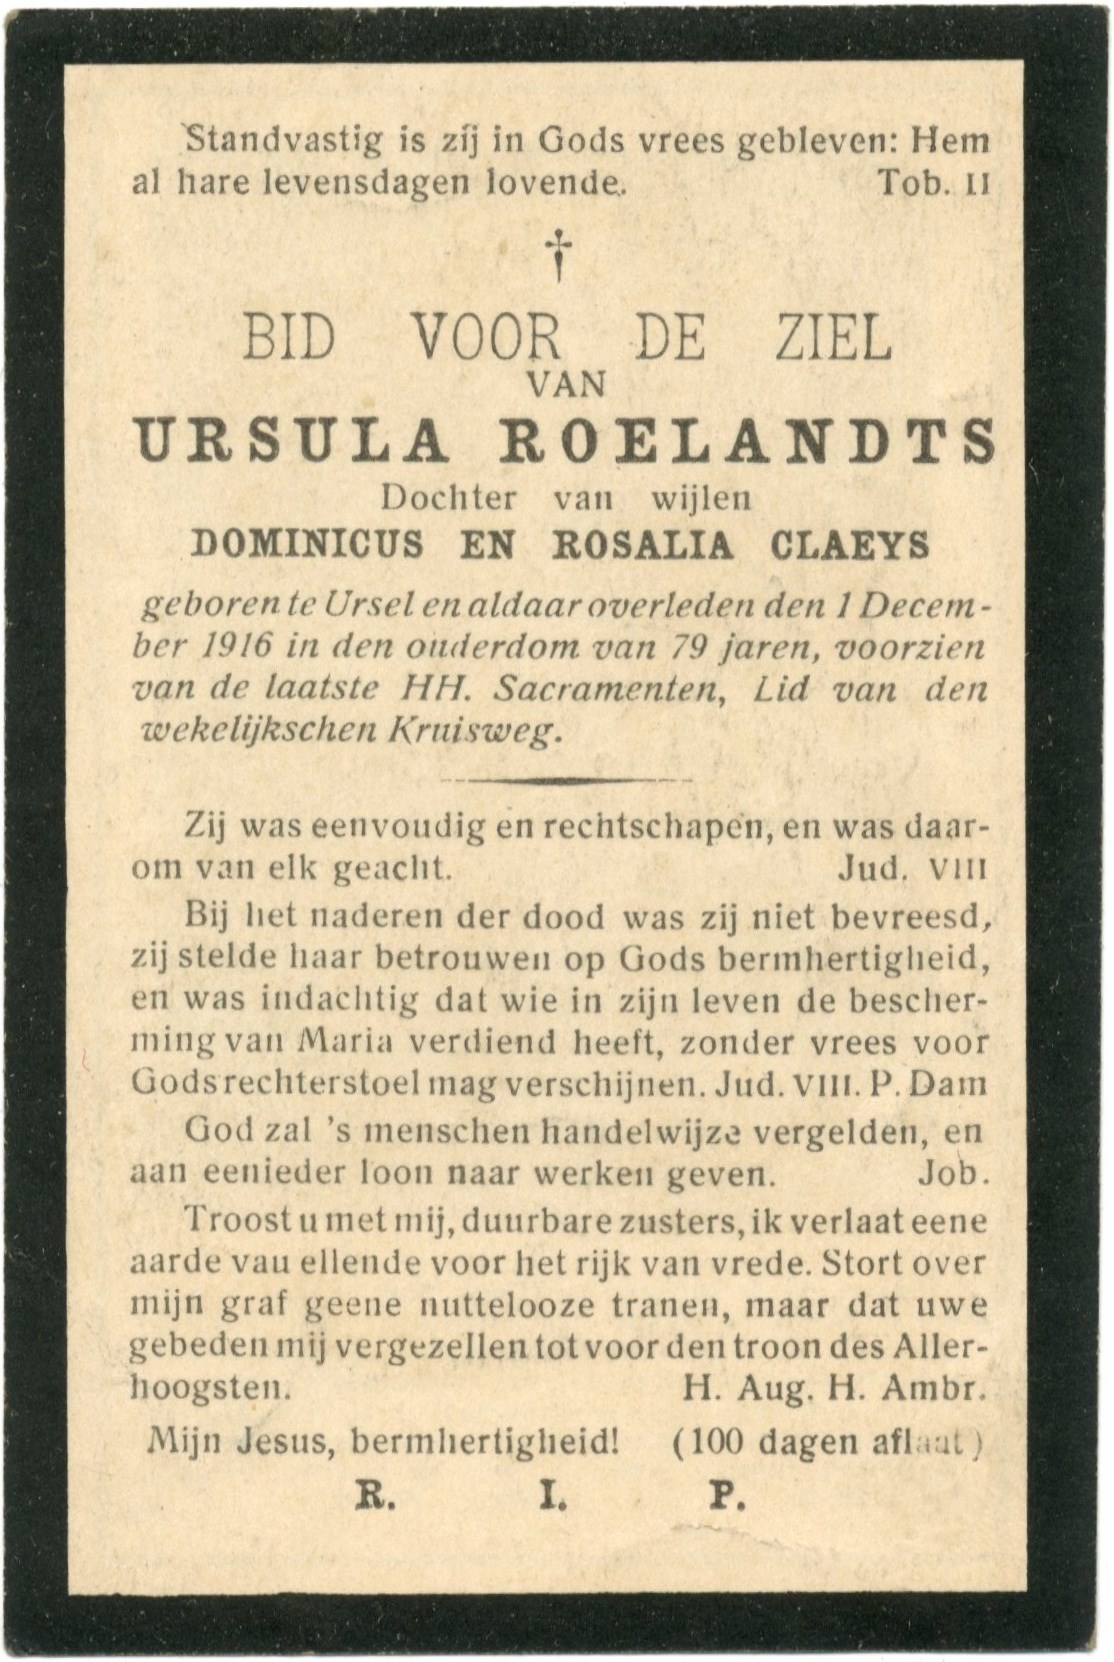 Standvastig is zij in Gods vrees gebleven: Hem
al hare levensdagen lovende. Tob. II
†
BID VOOR DE ZIEL
VAN
URSULA ROELANDTS
Dochter van wijlen
DOMINICUS EN ROSALIA CLAEYS
geboren te Ursel en aldaar overleden den 1 Decem-
ber 1916 in den ouderdom van 79 jaren, voorzien
van de laatste HH. Sacramenten, Lid van den
wekelijkschen Kruisweg.
Zij was eenvoudig en rechtschapen, en was daar-
om van elk geacht. Jud. VIII
Bij het naderen der dood was zij niet bevreesd,
zij stelde haar betrouwen op Gods bermhertigheid,
en was indachtig dat wie in zijn leven de bescher-
ming van Maria verdiend heeft, zonder vrees voor
Gods rechterstoel mag verschijnen. Jud. VIII. P. Dam
God zal 's menschen handelwijze vergelden, en
aan eenieder loon naar werken geven. Job.
Troost u met mij, duurbare zusters, ik verlaat eene
aarde vau ellende voor het rijk van vrede. Stort over
mijn graf geene nuttelooze tranen, maar dat uwe
gebeden mij vergezellen tot voor den troon des Aller-
hoogsten. H. Aug. H. Ambr.
Mijn Jesus, bermhertigheid! (100 dagen aflaat)
R. I. P.